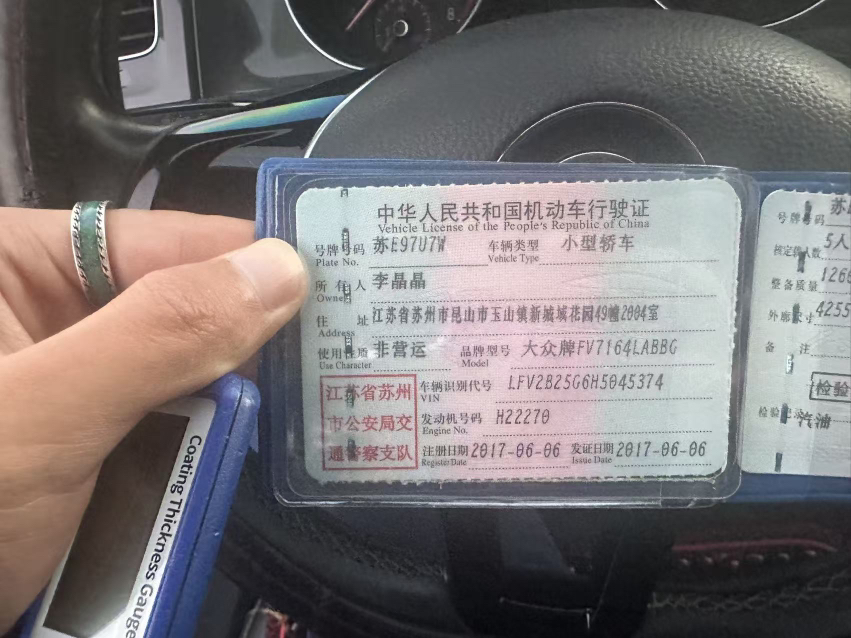 中华人民共和国机动车行驶证
Vehicle License of the People's Republic of China
号牌号码 苏E97U7W 车辆类型 小型轿车
Plate No. Vehicle Type
所有人 李晶晶
Owner
住址 江苏省苏州市昆山市玉山镇新城域花园49幢2004室
Address
使用性质 非营运 品牌型号 大众牌FV7164LABBG
Use Character Model
江苏省苏州
市公安局交
通警察支队
车辆识别代号 LFV2B25G6H5045374
VIN
发动机号码 H22270
Engine No.
注册日期 2017-06-06 发证日期 2017-06-06
Register Date Issue Date
号牌号码
核定载人数 5人
整备质量
外廓尺寸
备注
检验
汽油
Coating Thickness Gauge